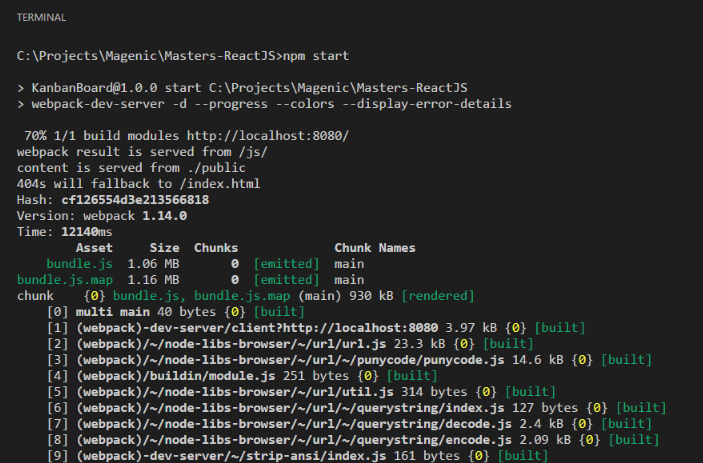 TERMINAL
C:\Projects\Magenic\Masters-ReactJS>npm start
> KanbanBoard@1.0.0 start C:\Projects\Magenic\Masters-ReactJS
> webpack-dev-server -d --progress --colors --display-error-details
70% 1/1 build modules http://localhost:8080/
webpack result is served from /js/
content is served from ./public
404s will fallback to /index.html
Hash: cf126554d3e213566818
Version: webpack 1.14.0
Time: 12140ms
Asset Size Chunks Chunk Names
bundle.js 1.06 MB 0 [emitted] main
bundle.js.map 1.16 MB 0 [emitted] main
chunk {0} bundle.js, bundle.js.map (main) 930 kB [rendered]
[0] multi main 40 bytes {0} [built]
[1] (webpack)-dev-server/client?http://localhost:8080 3.97 kB {0} [built]
[2] (webpack)/~/node-libs-browser/~/url/url.js 23.3 kB {0} [built]
[3] (webpack)/~/node-libs-browser/~/url/~/punycode/punycode.js 14.6 kB {0} [built]
[4] (webpack)/buildin/module.js 251 bytes {0} [built]
[5] (webpack)/~/node-libs-browser/~/url/util.js 314 bytes {0} [built]
[6] (webpack)/~/node-libs-browser/~/url/~/querystring/index.js 127 bytes {0} [built]
[7] (webpack)/~/node-libs-browser/~/url/~/querystring/decode.js 2.4 kB {0} [built]
[8] (webpack)/~/node-libs-browser/~/url/~/querystring/encode.js 2.09 kB {0} [built]
[9] (webpack)-dev-server/~/strip-ansi/index.js 161 bytes {0} [built]